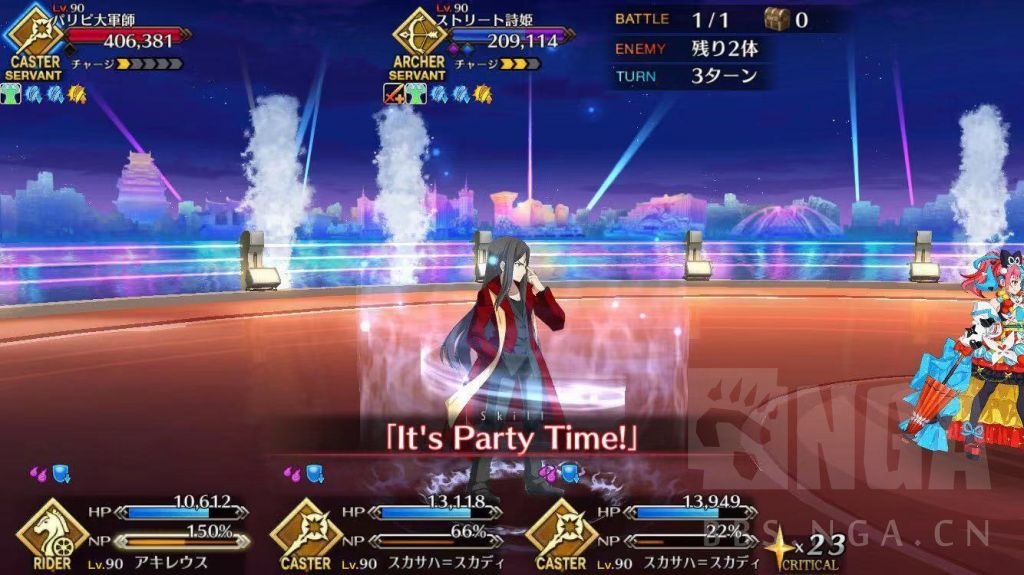 Lv.90
パリピ大軍師
406,381
CASTER
SERVANT
チャージ
Lv.90
ストリート詩姫
209,114
ARCHER
SERVANT
チャージ
BATTLE 1/1 0
ENEMY 残り2体
TURN 3ターン
Skill
「It's Party Time!」
HP 10,612
NP 150%
RIDER Lv.90 アキレウス
HP 13,118
NP 66%
CASTER Lv.90 スカサハ=スカディ
HP 13,949
NP 22%
CASTER Lv.90 スカサハ=スカディ
x23
CRITICAL
NGA
BBS.NGA.CN